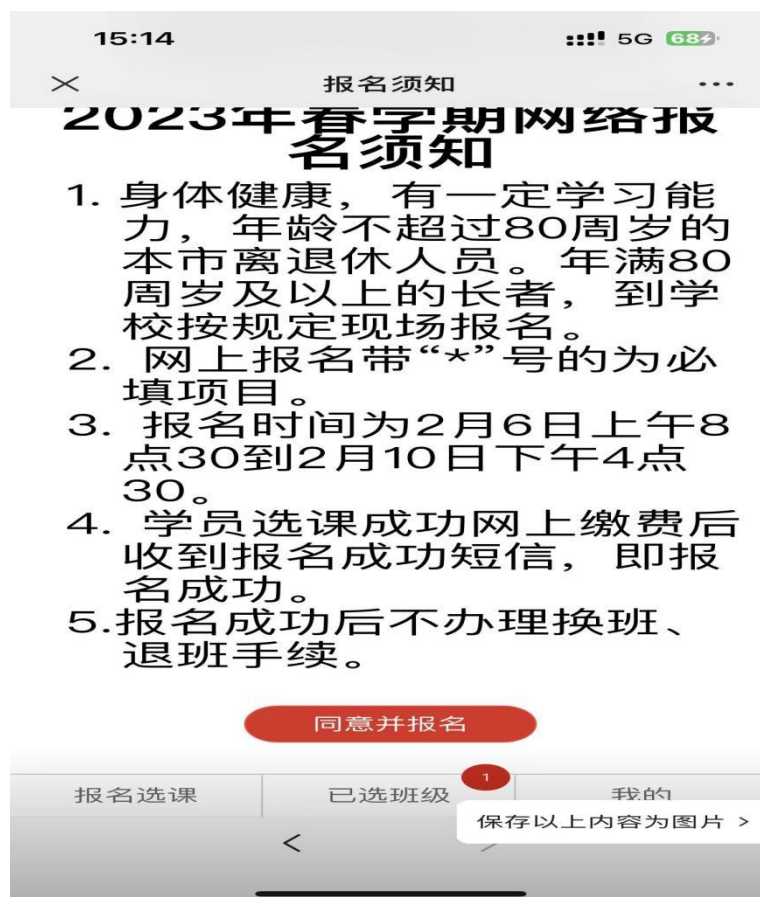 15:14
5G 68
报名须知
2023年春学期网络报
名须知
1. 身体健康，有一定学习能
力，年龄不超过80周岁的
本市离退休人员。年满80
周岁及以上的长者，到学
校按规定现场报名。
2. 网上报名带“*”号的为必
填项目。
3. 报名时间为2月6日上午8
点30到2月10日下午4点
30。
4. 学员选课成功网上缴费后
收到报名成功短信，即报
名成功。
5.报名成功后不办理换班、
退班手续。
同意并报名
1
报名选课 已选班级 我的
保存以上内容为图片 >